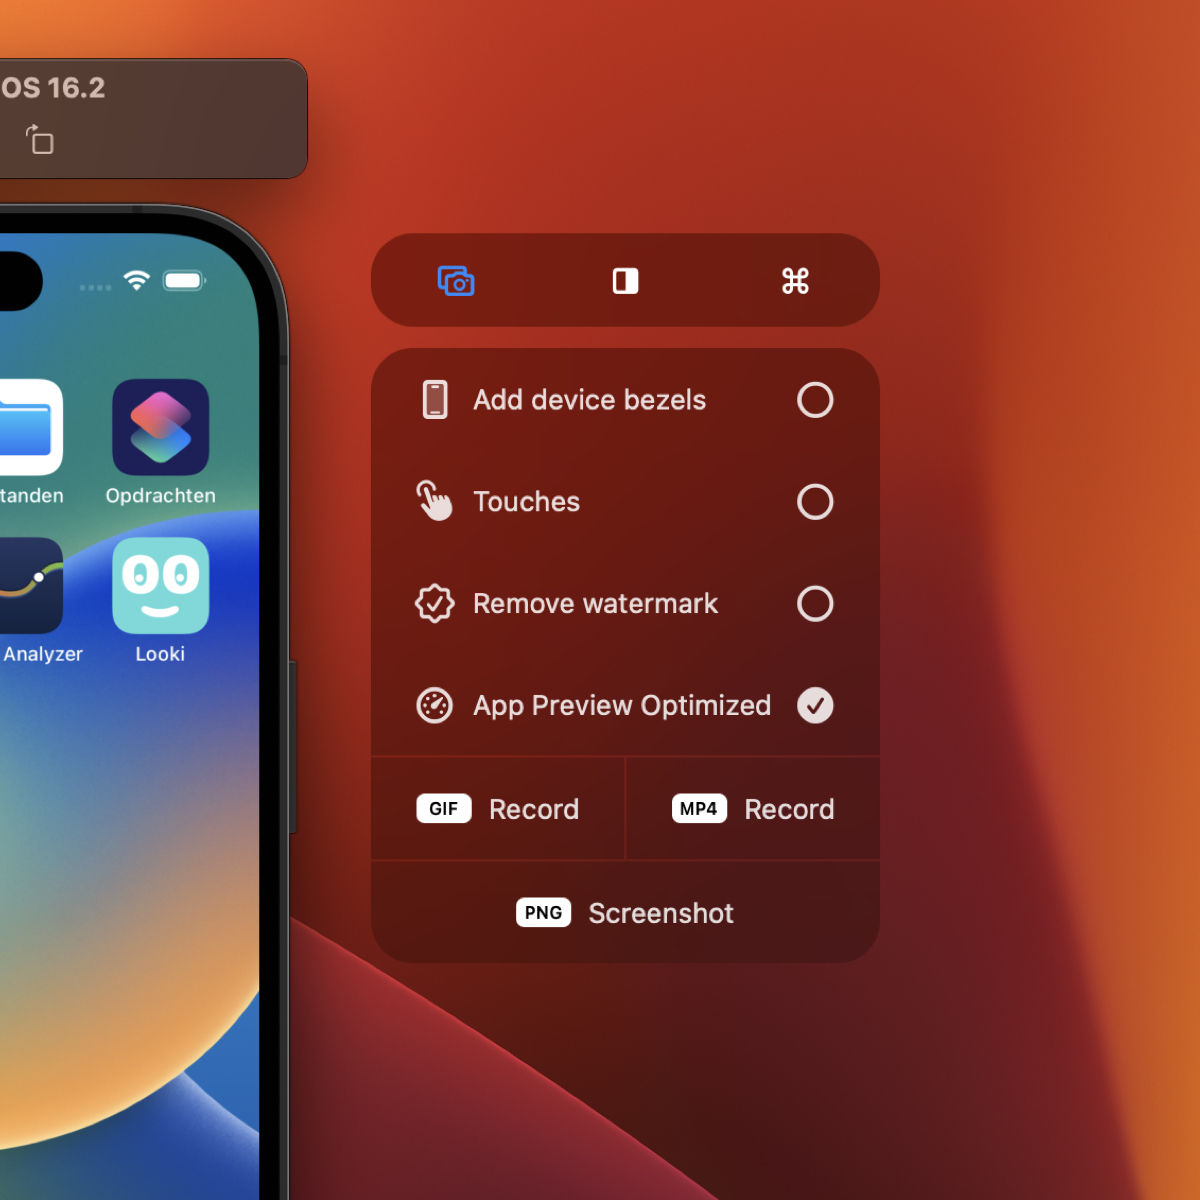 OS 16.2
tanden
Opdrachten
Analyzer
Looki
Add device bezels
Touches
Remove watermark
App Preview Optimized
GIF Record
MP4 Record
PNG Screenshot